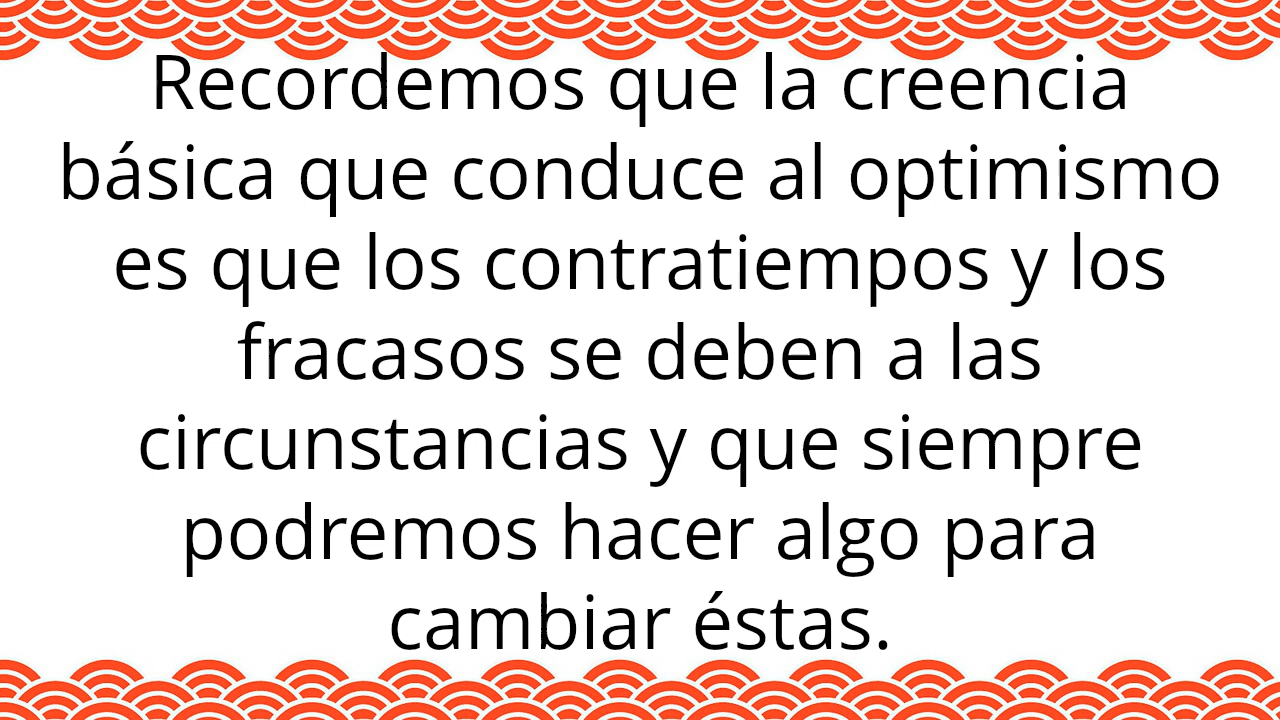 Recordemos que la creencia
básica que conduce al optimismo
es que los contratiempos y los
fracasos se deben a las
circunstancias y que siempre
podremos hacer algo para
cambiar éstas.